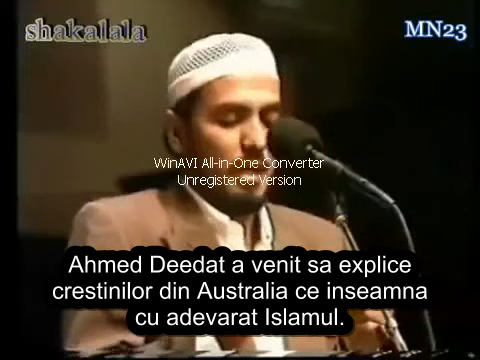 shakalala
MN23
WinAVI All-in-One Converter
Unregistered Version
Ahmed Deedat a venit sa explice
crestinilor din Australia ce inseamna
cu adevarat Islamul.